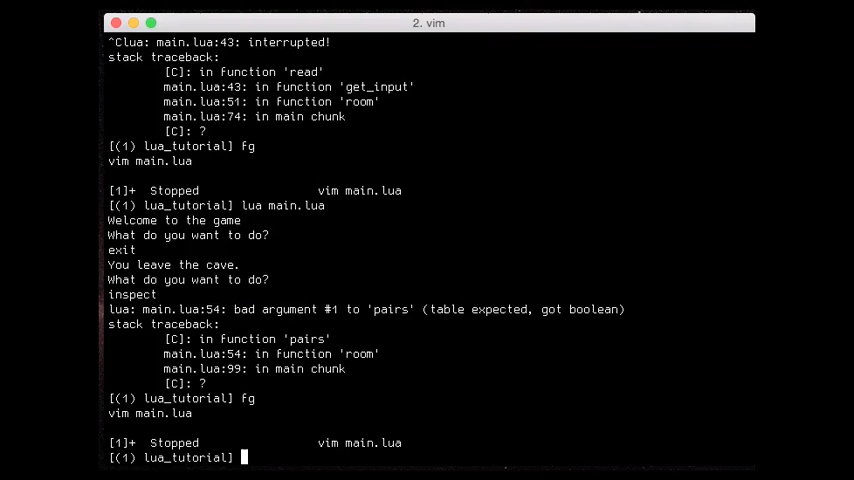 2. vim
^Clua: main.lua:43: interrupted!
stack traceback:
[C]: in function 'read'
main.lua:43: in function 'get_input'
main.lua:51: in function 'room'
main.lua:74: in main chunk
[C]: ?
[(1) lua_tutorial] fg
vim main.lua
[1]+  Stopped                 vim main.lua
[(1) lua_tutorial] lua main.lua
Welcome to the game
What do you want to do?
exit
You leave the cave.
What do you want to do?
inspect
lua: main.lua:54: bad argument #1 to 'pairs' (table expected, got boolean)
stack traceback:
[C]: in function 'pairs'
main.lua:54: in function 'room'
main.lua:99: in main chunk
[C]: ?
[(1) lua_tutorial] fg
vim main.lua
[1]+  Stopped                 vim main.lua
[(1) lua_tutorial]